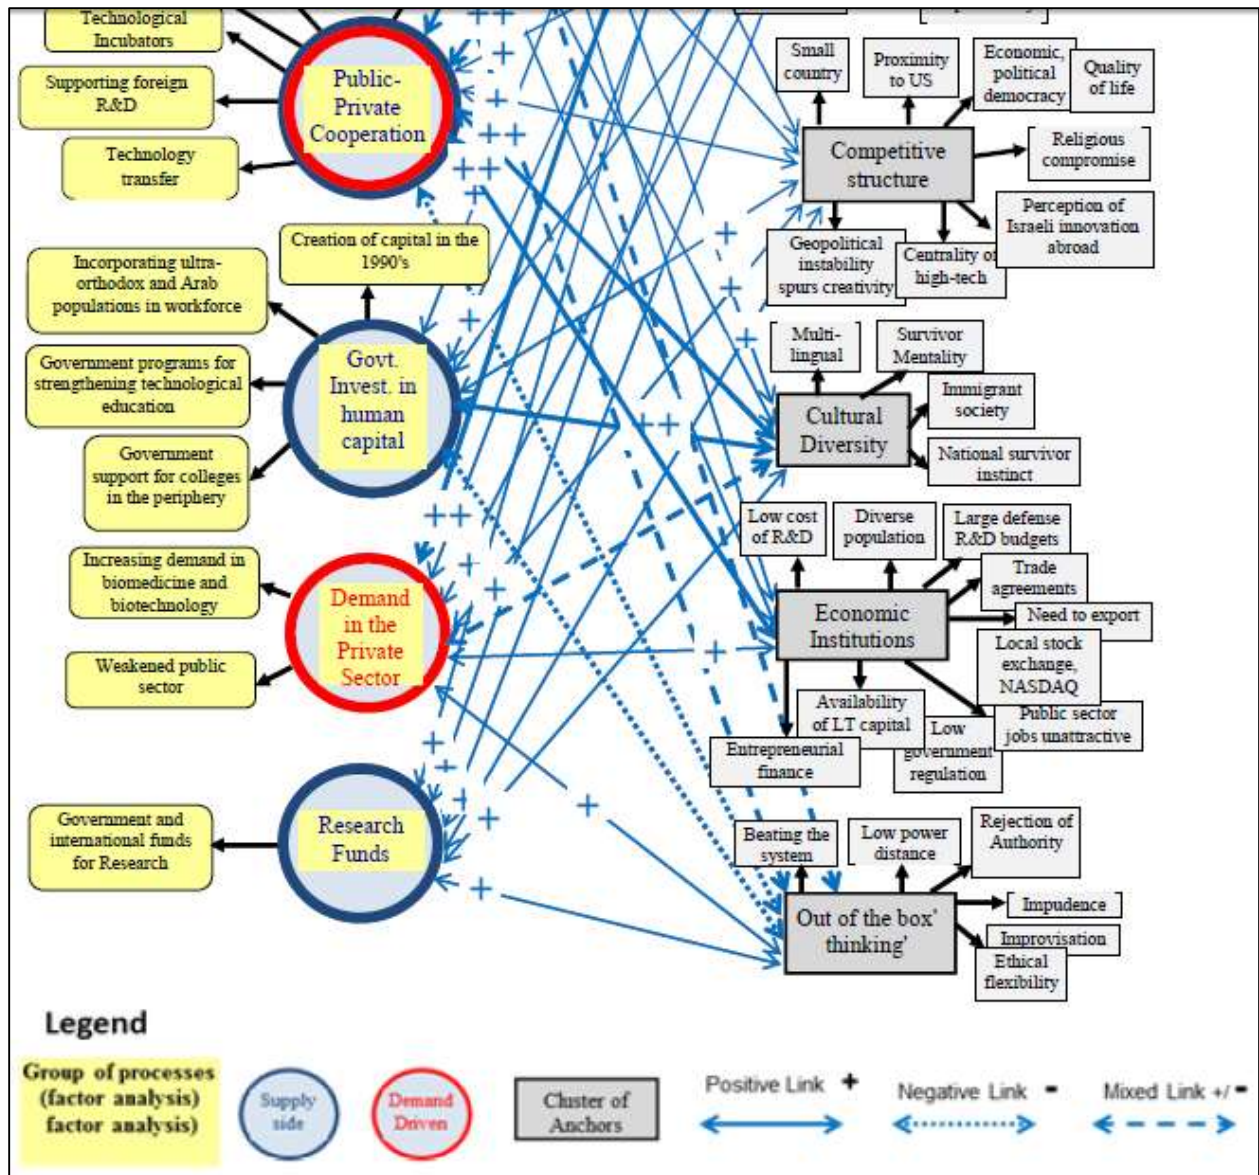 Technological
Incubators
Supporting foreign
R&D
Technology
transfer
Public-
Private
Cooperation
Small
country
Proximity
to US
Economic,
political
democracy
Quality
of life
Competitive
structure
Religious
compromise
Perception of
Israeli innovation
abroad
Geopolitical
instability
spurs creativity
Centrality of
high-tech
Creation of capital in the
1990's
Incorporating ultra-
orthodox and Arab
populations in workforce
Government programs for
strengthening technological
education
Government
support for colleges
in the periphery
Govt.
Invest. in
human
capital
Multi-
lingual
Survivor
Mentality
Immigrant
society
National survivor
instinct
Cultural
Diversity
Increasing demand in
biomedicine and
biotechnology
Weakened public
sector
Demand
in the
Private
Sector
Low cost
of R&D
Diverse
population
Large defense
R&D budgets
Trade
agreements
Need to export
Economic
Institutions
Local stock
exchange,
NASDAQ
Public sector
jobs unattractive
Availability
of LT capital
Low
government
regulation
Entrepreneurial
finance
Government and
international funds
for Research
Research
Funds
Beating the
system
Low power
distance
Rejection of
Authority
Impudence
Improvisation
Ethical
flexibility
Out of the box'
thinking'
Legend
Group of processes
(factor analysis)
factor analysis)
Supply
side
Demand
Driven
Cluster of
Anchors
Positive Link +
Negative Link -
Mixed Link +/-